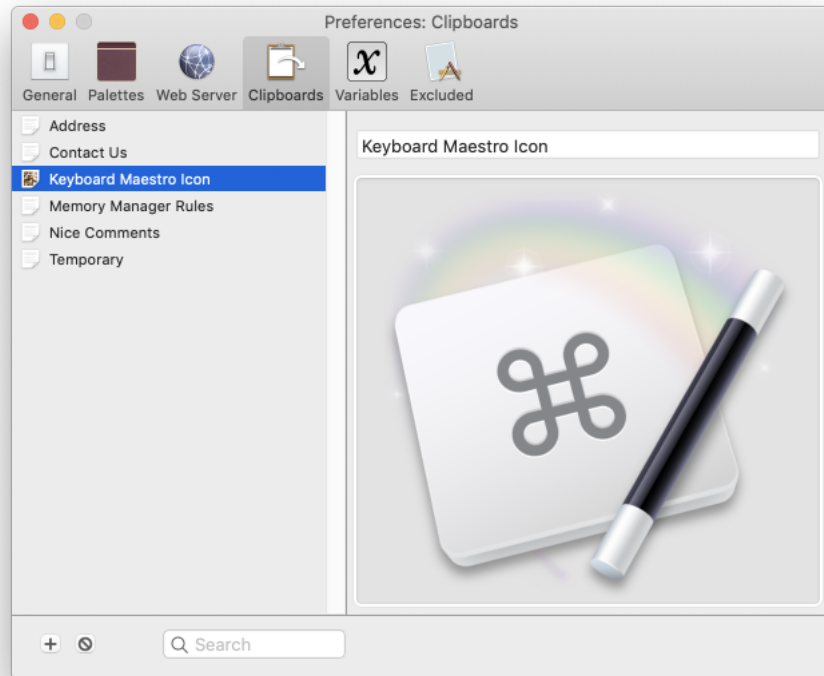 Preferences: Clipboards
General Palettes Web Server Clipboards Variables Excluded
Address
Contact Us
Keyboard Maestro Icon
Memory Manager Rules
Nice Comments
Temporary
Keyboard Maestro Icon
Search